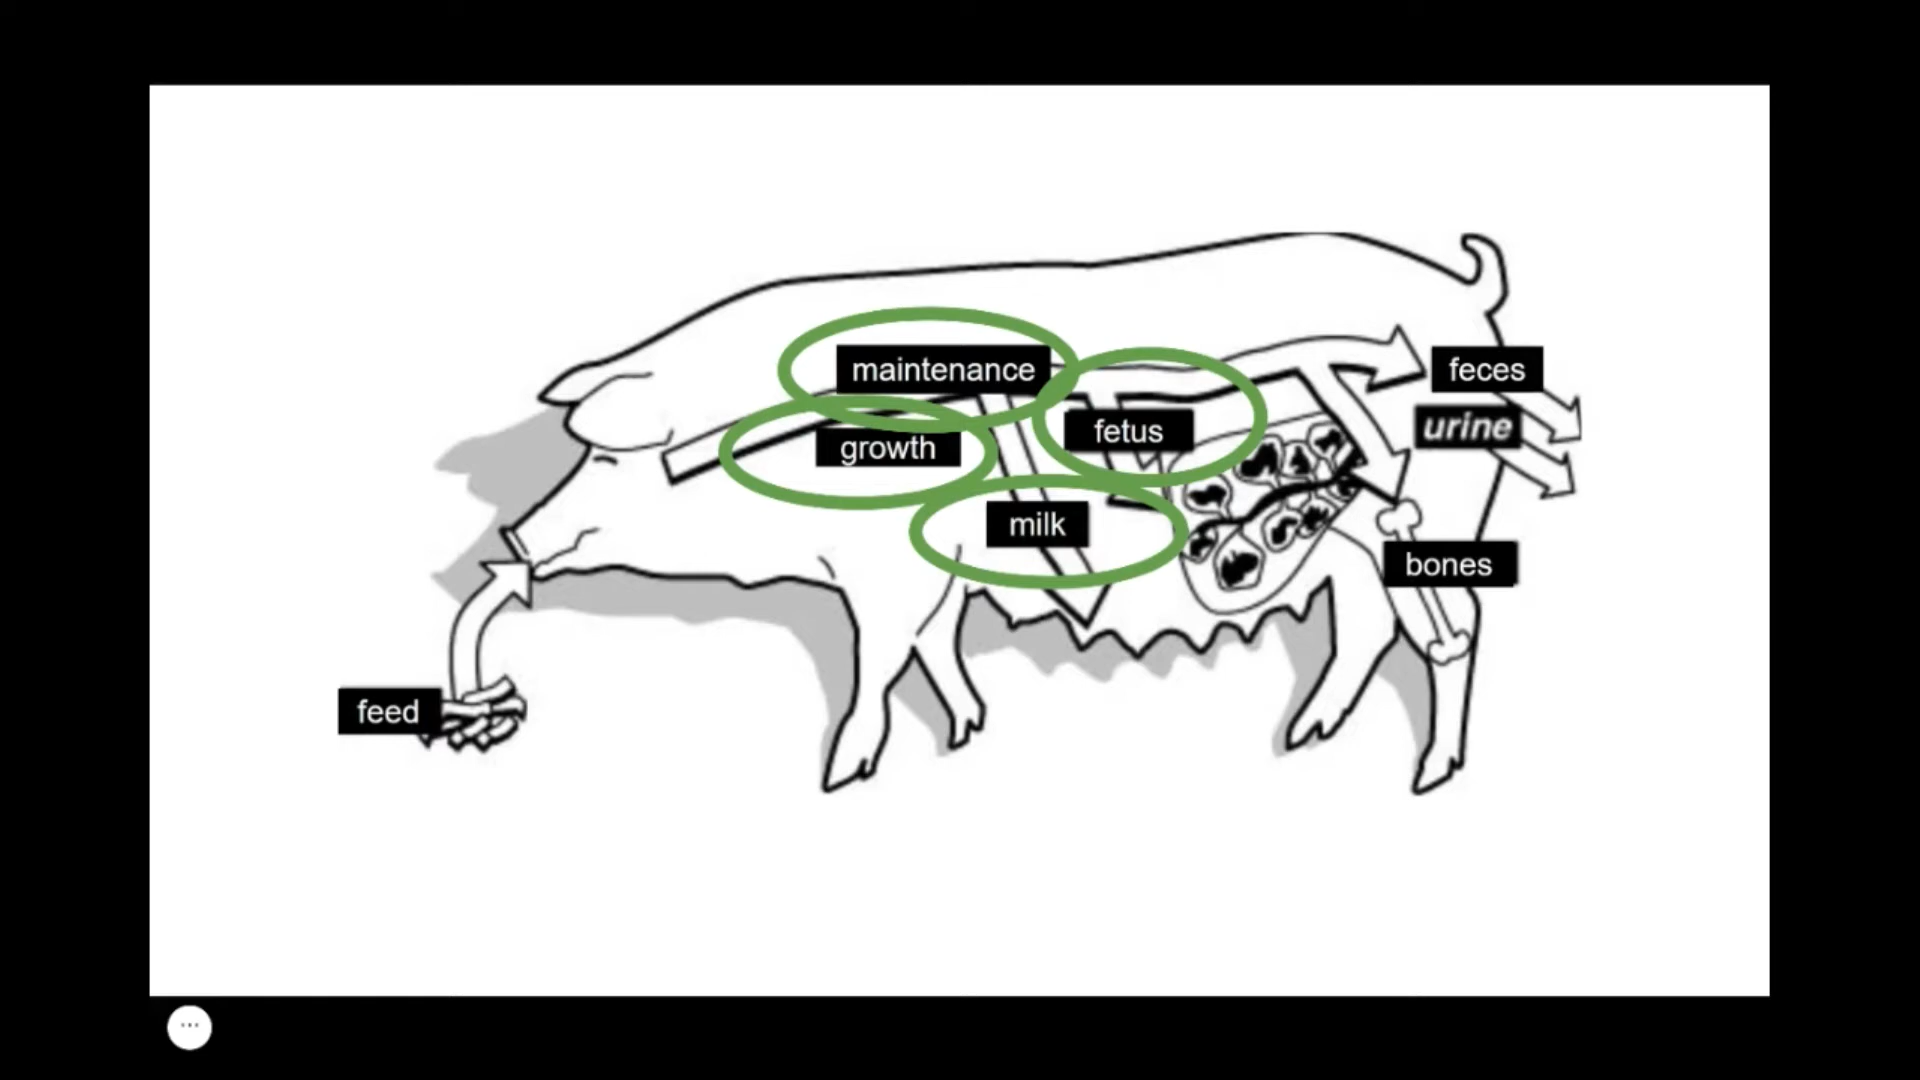 maintenance
feces
urine
fetus
growth
milk
bones
feed